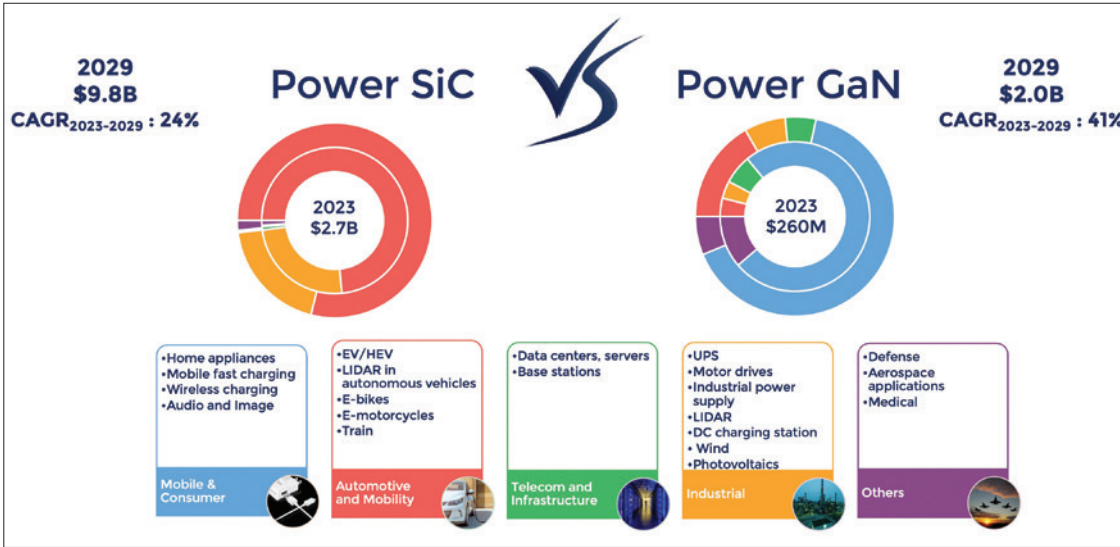 2029
$9.8B
CAGR2023-2029 : 24%
Power SiC
VS
Power GaN
2029
$2.0B
CAGR2023-2029 : 41%
2023
$2.7B
2023
$260M
•Home appliances
•Mobile fast charging
•Wireless charging
•Audio and Image
Mobile &
Consumer
•EV/HEV
•LIDAR in
autonomous vehicles
•E-bikes
•E-motorcycles
•Train
Automotive
and Mobility
•Data centers, servers
•Base stations
Telecom and
Infrastructure
•UPS
•Motor drives
•Industrial power
supply
•LIDAR
•DC charging station
• Wind
•Photovoltaics
Industrial
•Defense
•Aerospace
applications
•Medical
Others